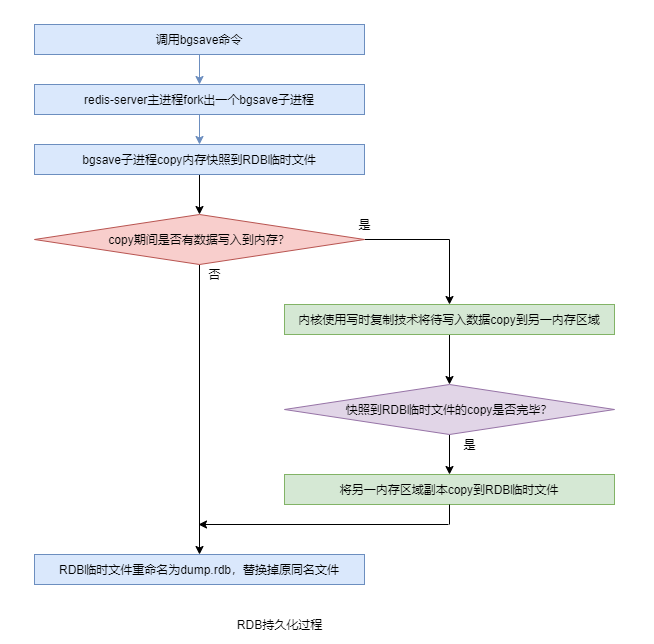 调用bgsave命令
redis-server主进程fork出一个bgsave子进程
bgsave子进程copy内存快照到RDB临时文件
copy期间是否有数据写入到内存？
是
否
内核使用写时复制技术将待写入数据copy到另一内存区域
快照到RDB临时文件的copy是否完毕？
是
将另一内存区域副本copy到RDB临时文件
RDB临时文件重命名为dump.rdb，替换掉原同名文件
RDB持久化过程